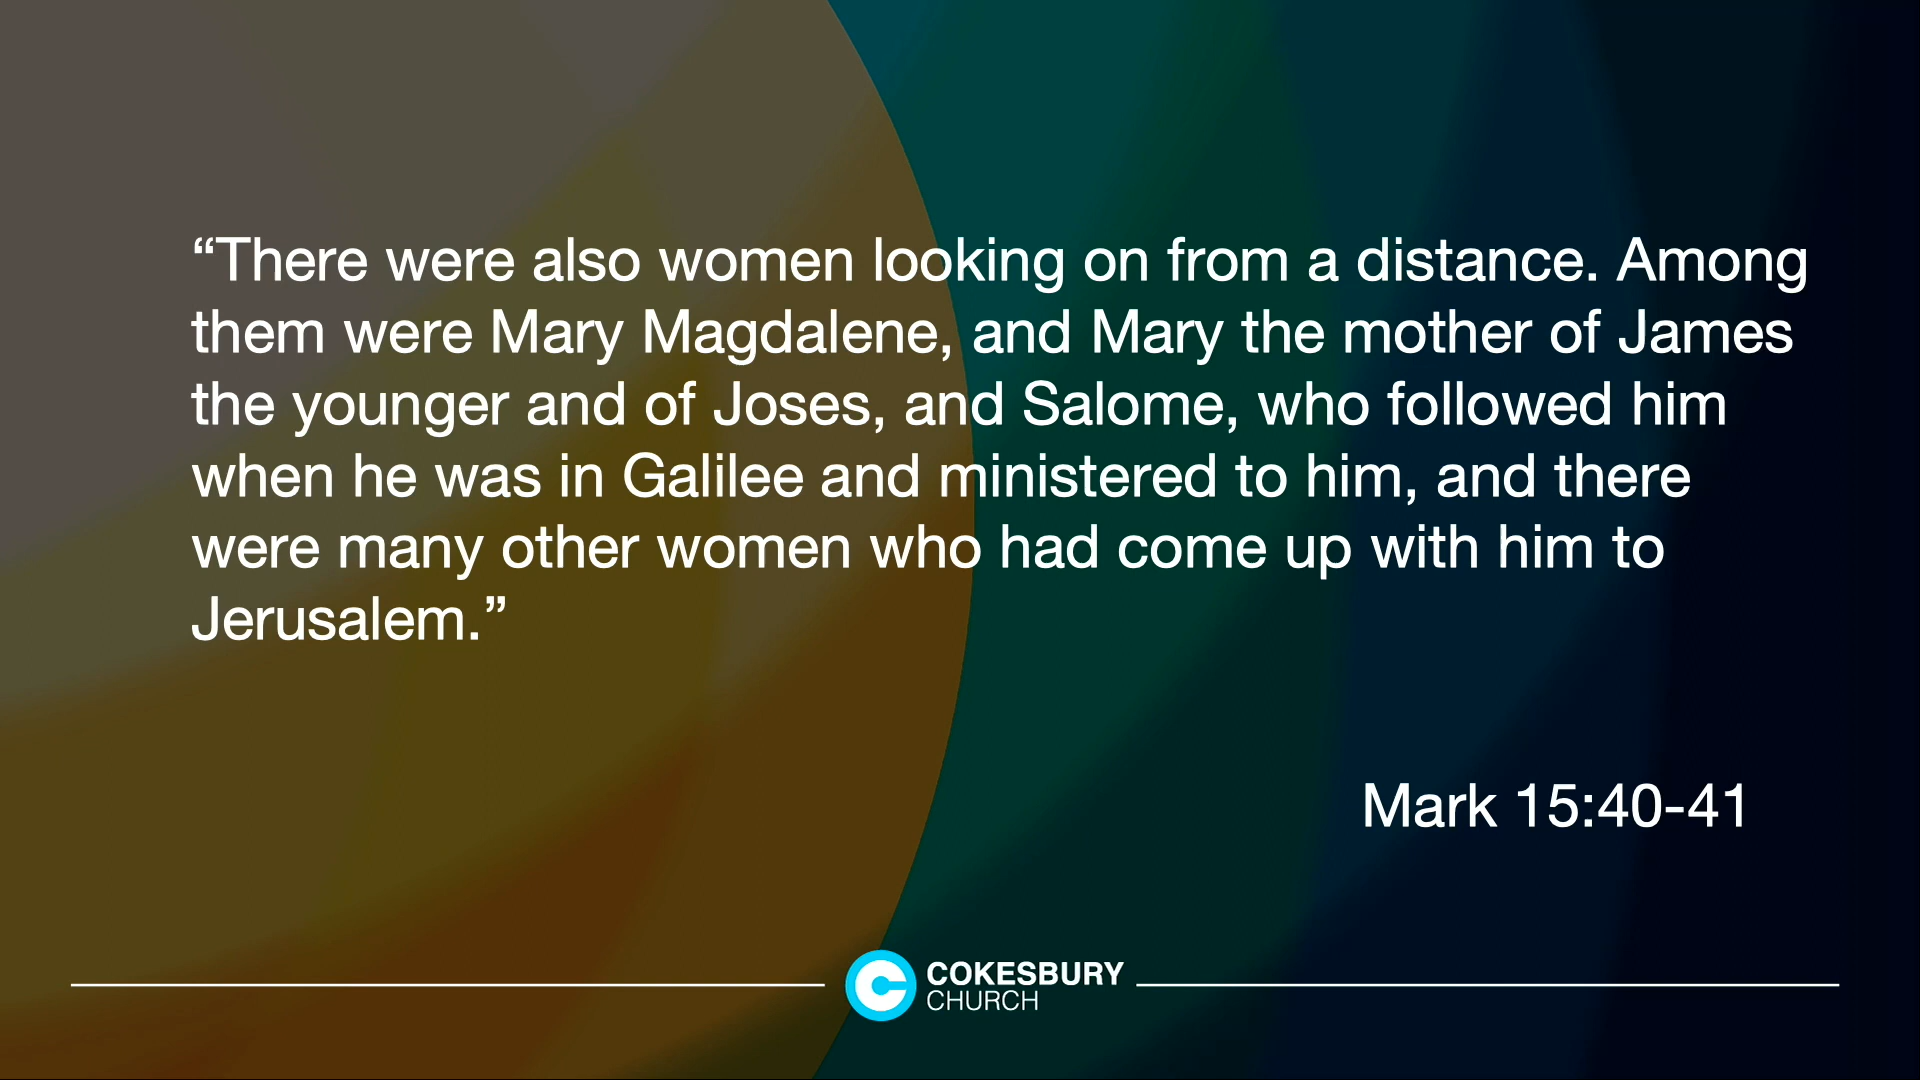 “There were also women looking on from a distance. Among
them were Mary Magdalene, and Mary the mother of James
the younger and of Joses, and Salome, who followed him
when he was in Galilee and ministered to him, and there
were many other women who had come up with him to
Jerusalem.”
Mark 15:40-41
COKESBURY
CHURCH